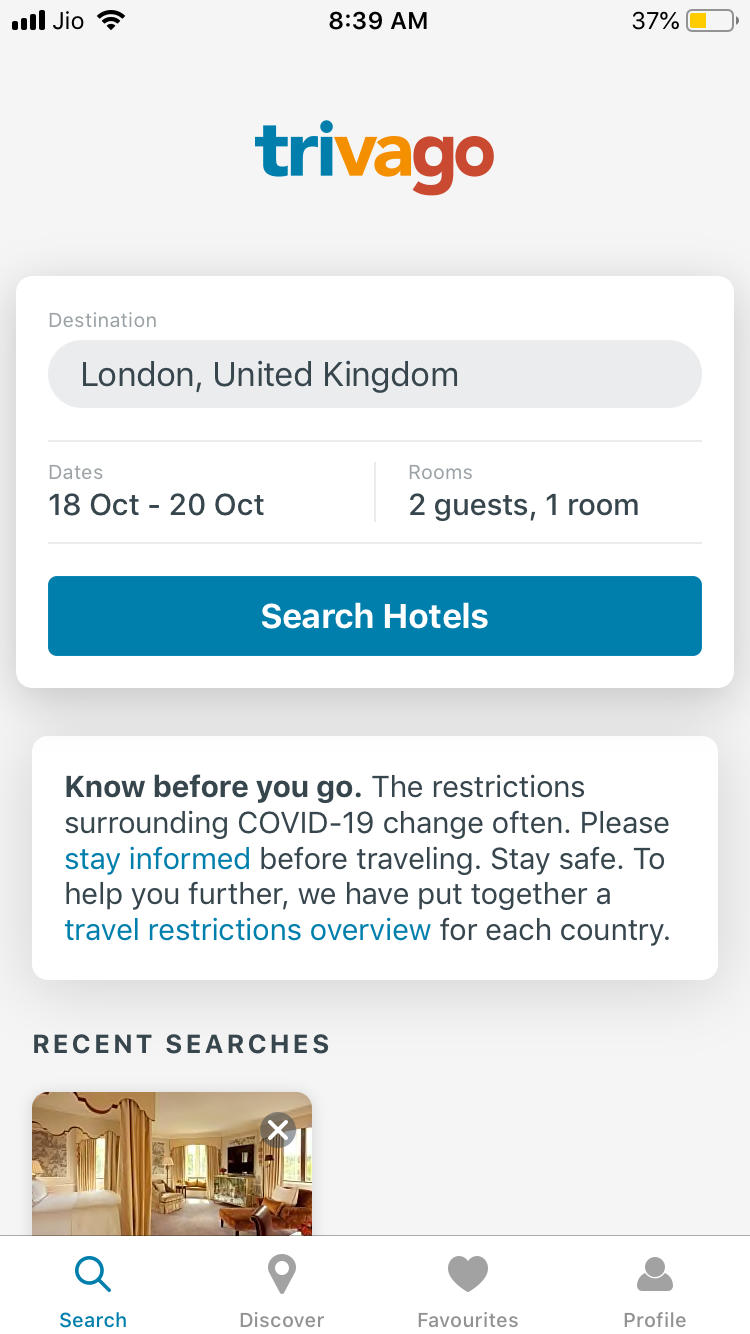 Jio 8:39 AM 37%
trivago
Destination
London, United Kingdom
Dates Rooms
18 Oct - 20 Oct 2 guests, 1 room
Search Hotels
Know before you go. The restrictions
surrounding COVID-19 change often. Please
stay informed before traveling. Stay safe. To
help you further, we have put together a
travel restrictions overview for each country.
RECENT SEARCHES
Search Discover Favourites Profile